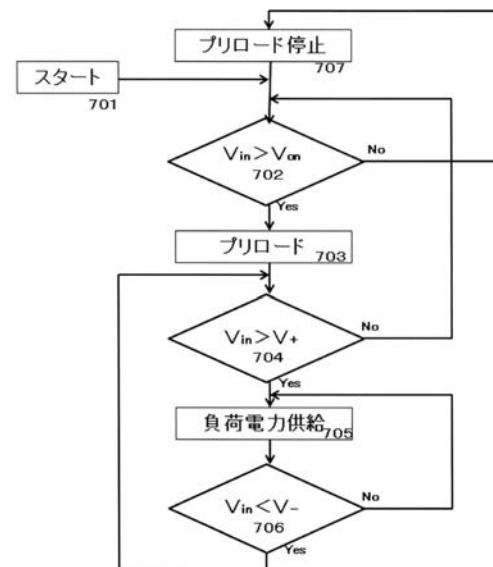 プリロード停止
707
スタート
701
Vin>Von
702
No
Yes
プリロード
703
Vin>V+
704
No
Yes
負荷電力供給
705
Vin<V-
706
No
Yes